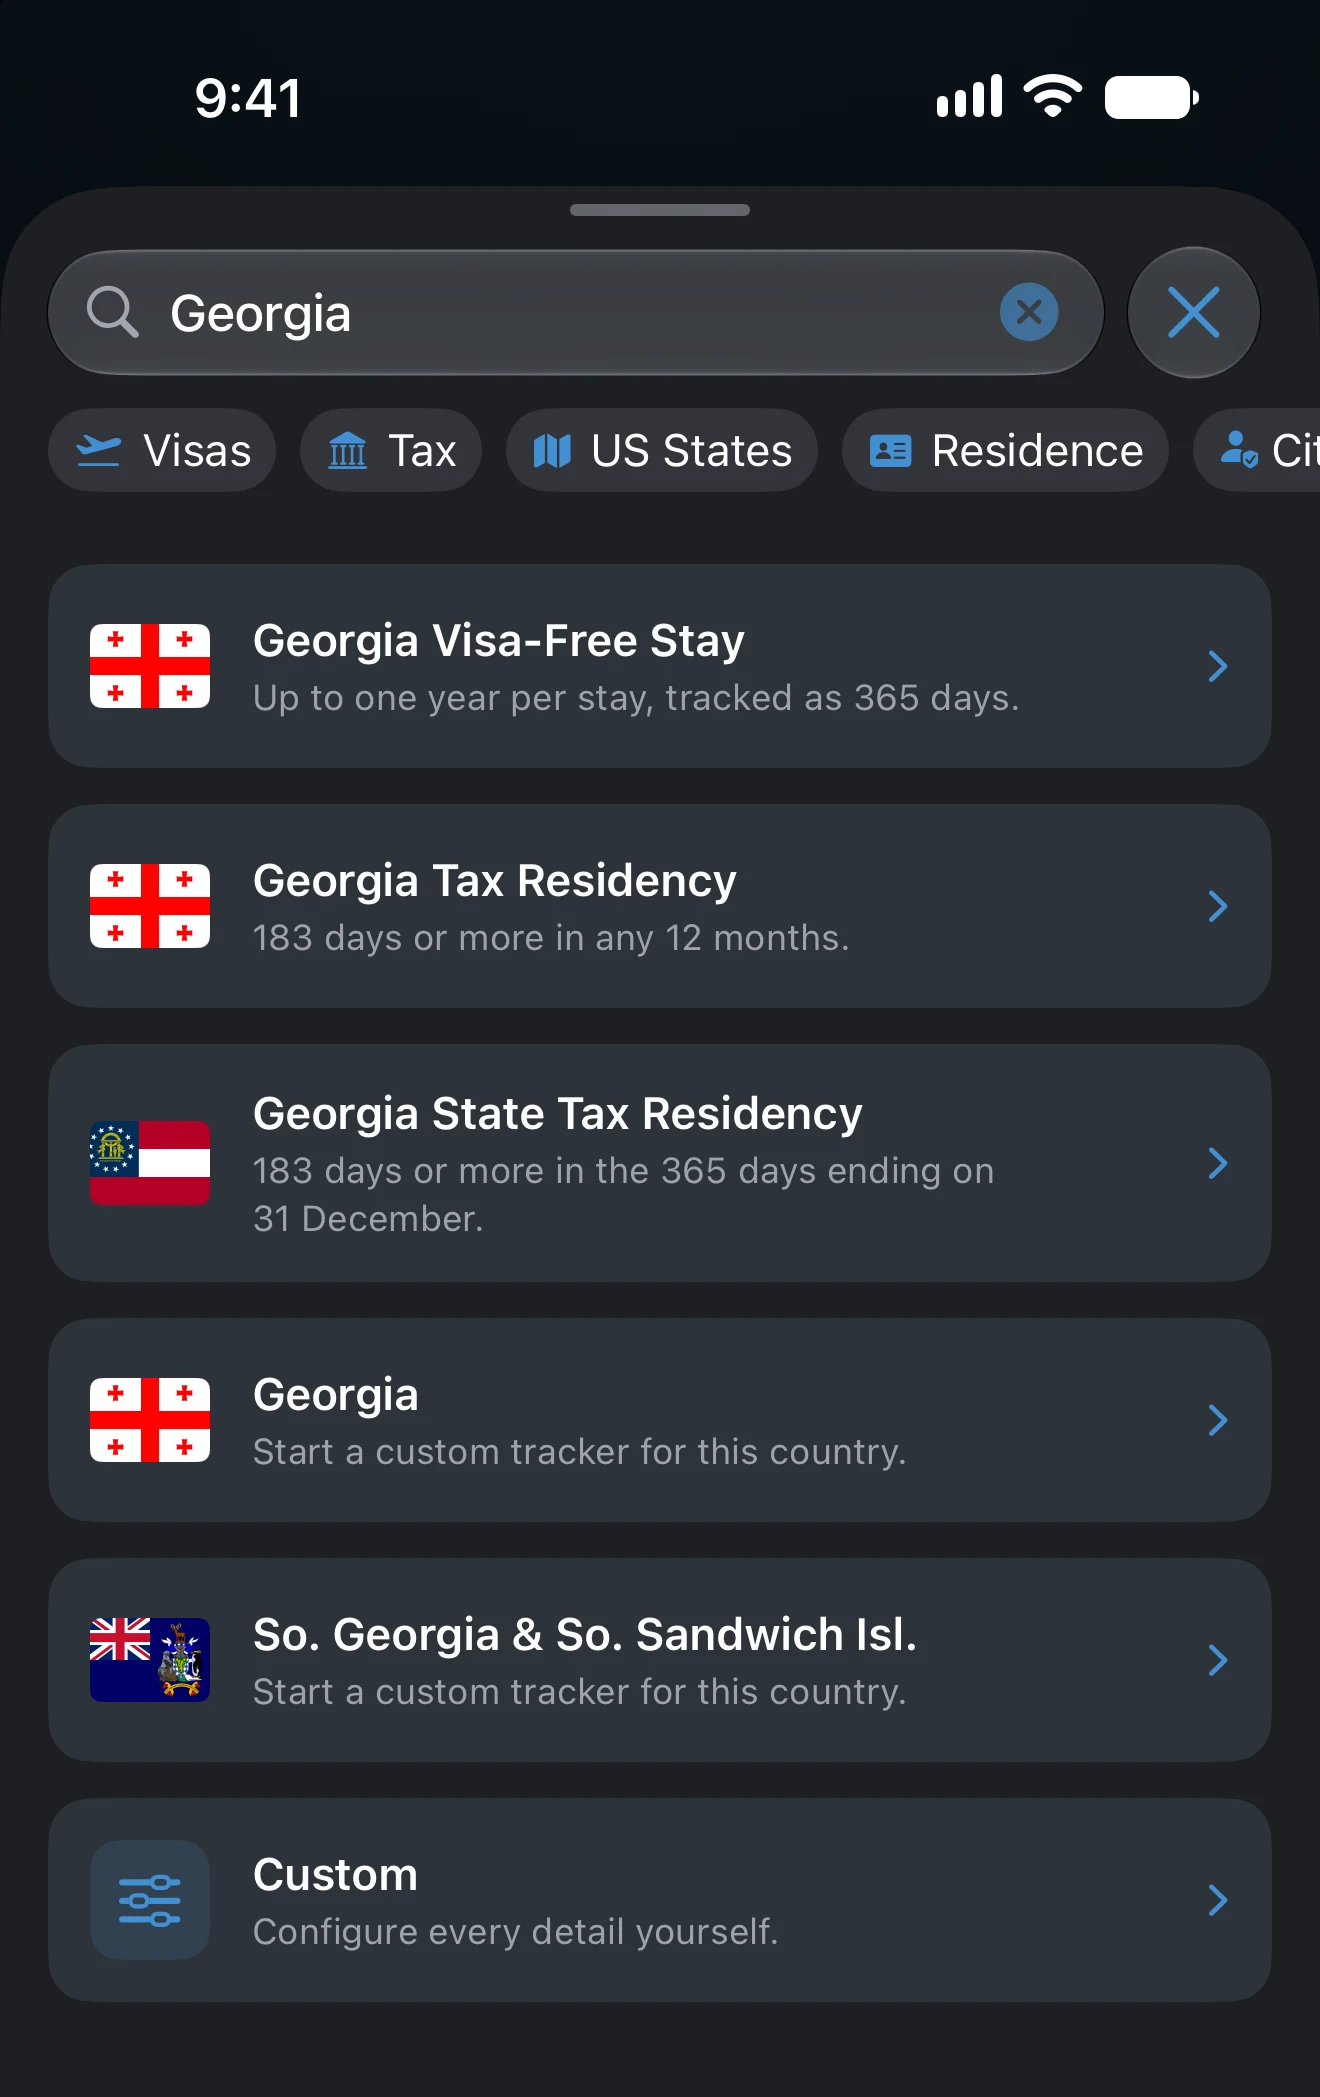 9:41
Georgia
Visas
Tax
US States
Residence
Cit
Georgia Visa-Free Stay
Up to one year per stay, tracked as 365 days.
Georgia Tax Residency
183 days or more in any 12 months.
Georgia State Tax Residency
183 days or more in the 365 days ending on
31 December.
Georgia
Start a custom tracker for this country.
So. Georgia & So. Sandwich Isl.
Start a custom tracker for this country.
Custom
Configure every detail yourself.